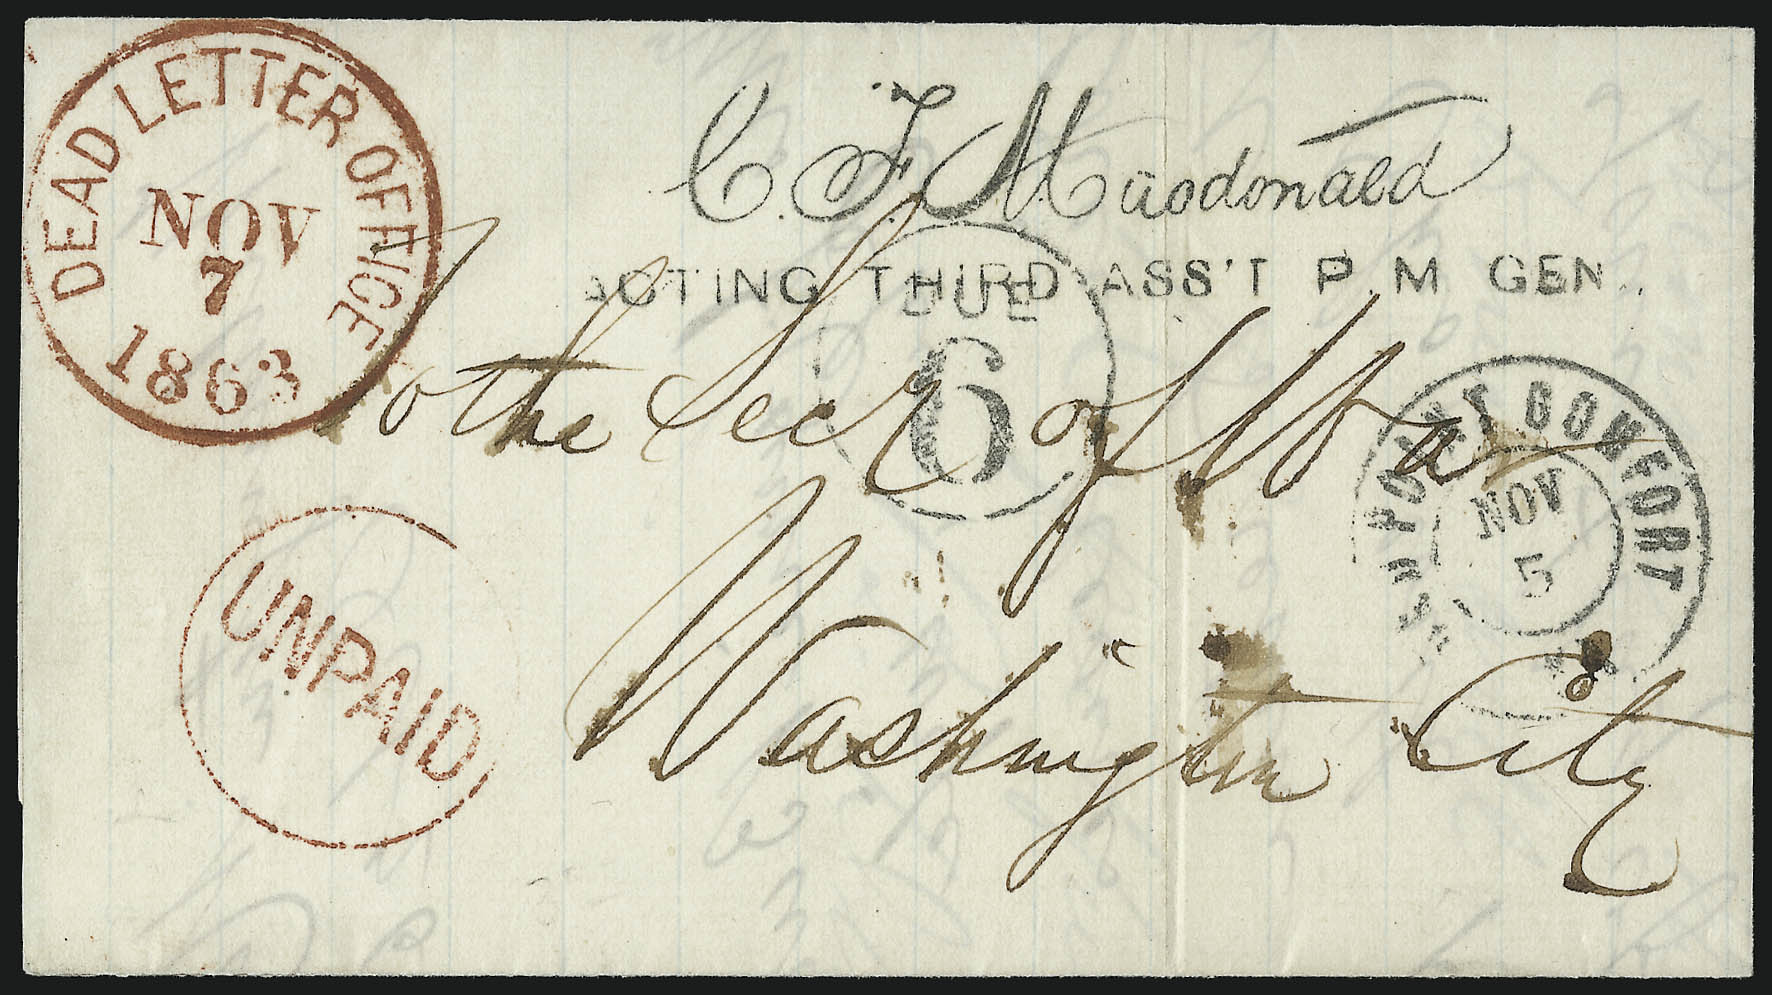 DEAD LETTER OFFICE
NOV
7
1863
C. F. Macdonald
ACTING THIRD ASS'T P. M. GEN.
DUE
6
To the Secy of War
Washington City
POINT COMFORT
NOV
5
UNPAID